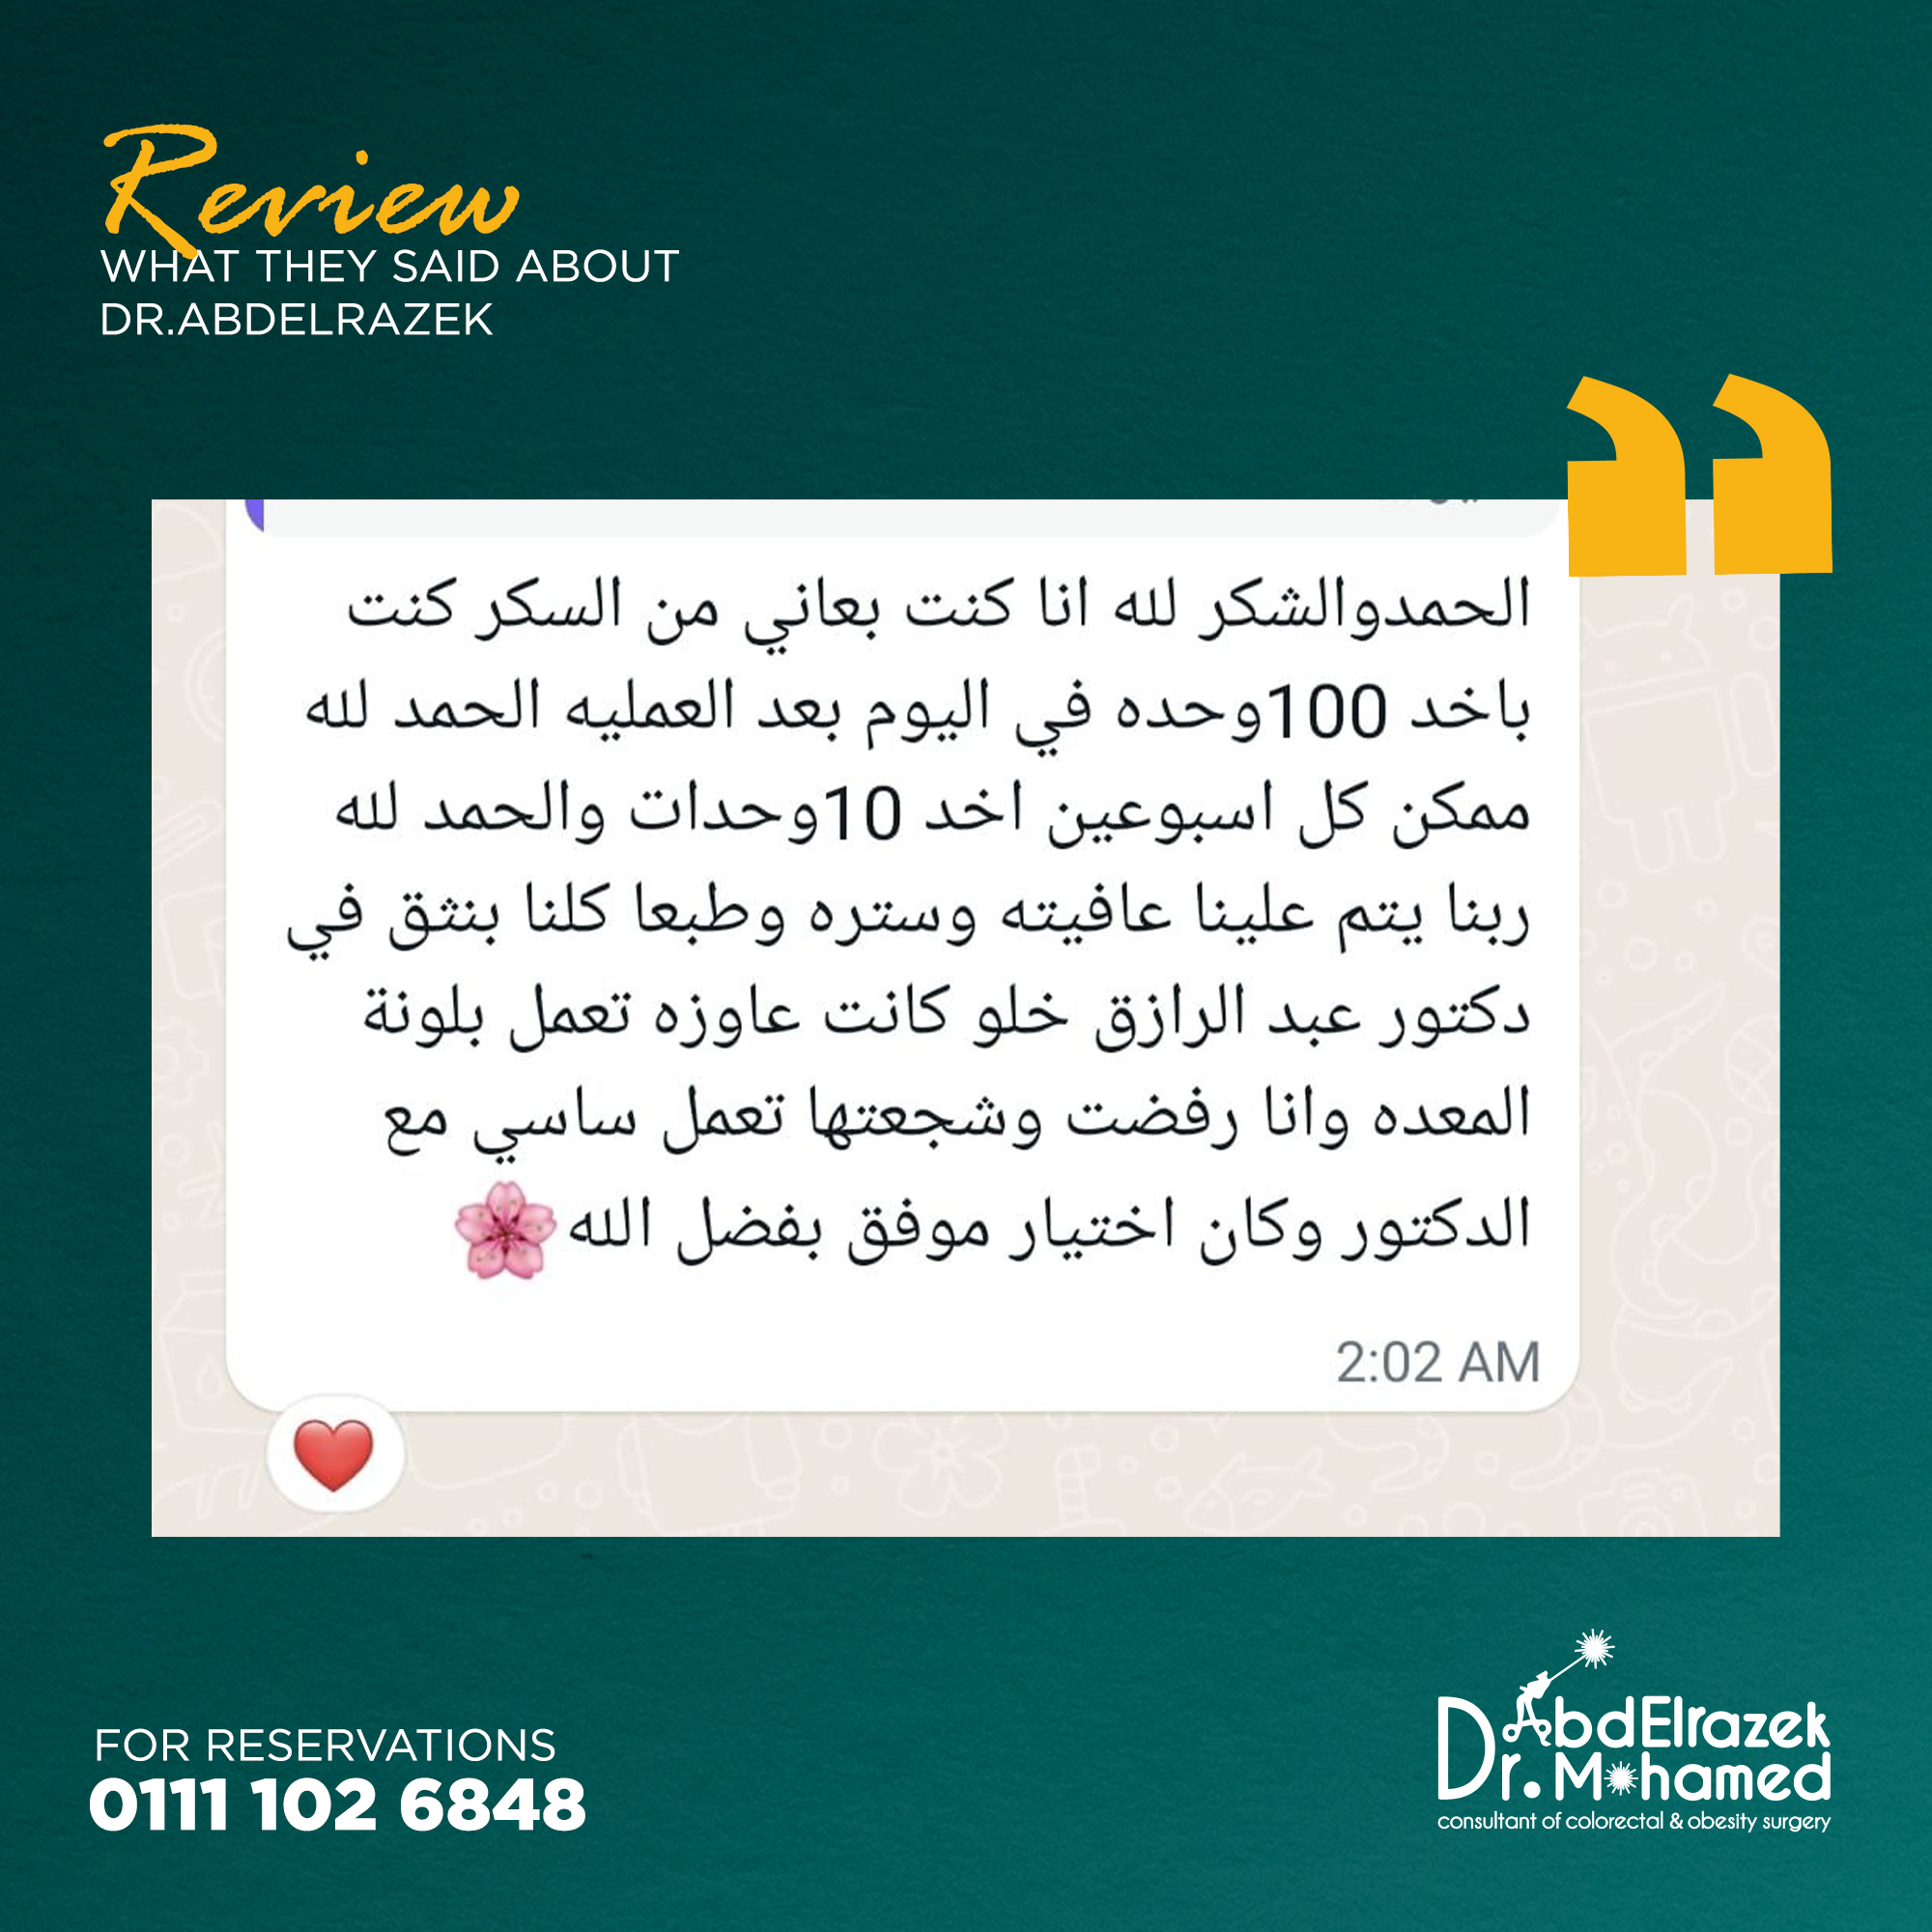 Review
WHAT THEY SAID ABOUT
DR.ABDELRAZEK
الحمدوالشكر لله انا كنت بعاني من السكر كنت
باخد 100وحده في اليوم بعد العمليه الحمد لله
ممكن كل اسبوعين اخد 10وحدات والحمد لله
ربنا يتم علينا عافيته وستره وطبعا كلنا بنثق في
دكتور عبد الرازق خلو كانت عاوزه تعمل بلونة
المعده وانا رفضت وشجعتها تعمل ساسي مع
الدكتور وكان اختيار موفق بفضل الله🌸
2:02 AM
FOR RESERVATIONS
0111 102 6848
Dr. AbdElrazek
Mohamed
consultant of colorectal & obesity surgery